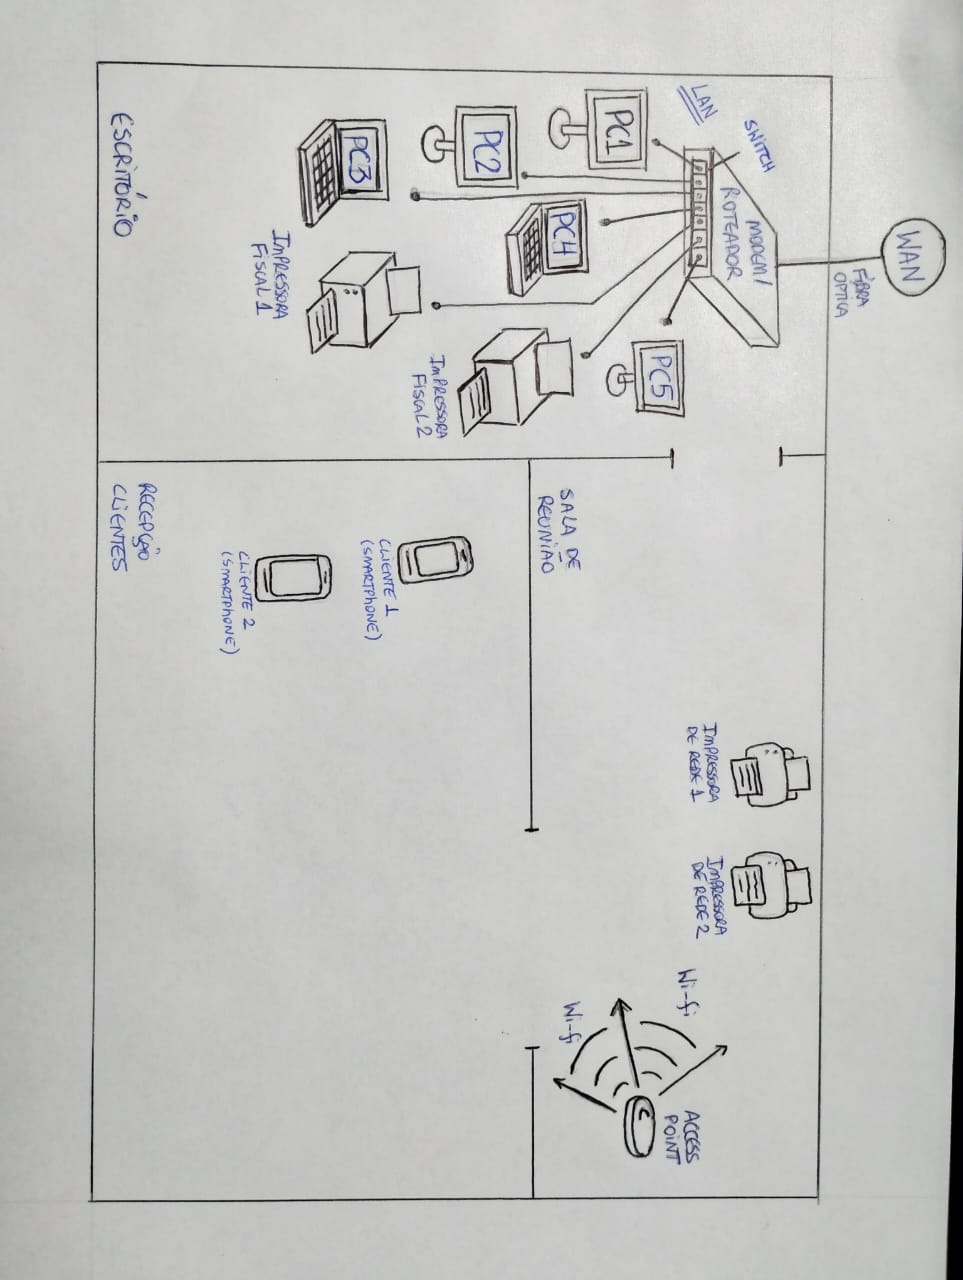 WAN
FIBRA
OPTICA
LAN
SWITCH
MODEM/
ROTEADOR
PC1
PC2
PC3
PC4
PC5
IMPRESSORA
FISCAL 1
IMPRESSORA
FISCAL 2
ESCRITÓRIO
SALA DE
REUNIÃO
IMPRESSORA
DE REDE 1
IMPRESSORA
DE REDE 2
Wi-fi
Wi-fi
ACCESS
POINT
RECEPÇÃO
CLIENTES
CLIENTE 1
(SMARTPHONE)
CLIENTE 2
(SMARTPHONE)